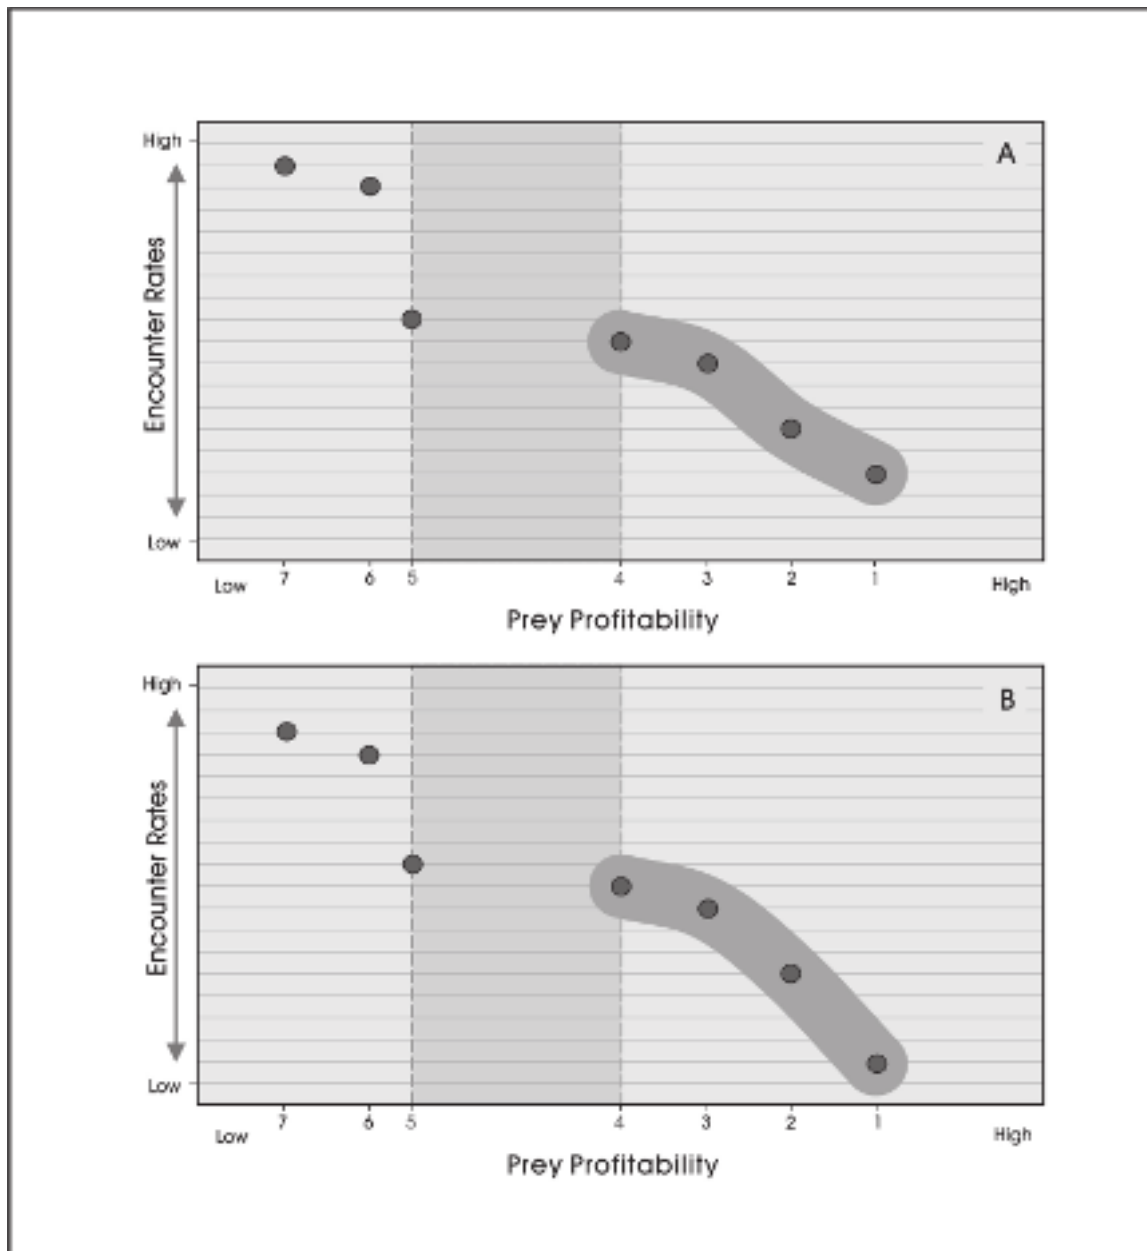 A
High
Encounter Rates
Low
Low 7 6 5 4 3 2 1 High
Prey Profitability
B
High
Encounter Rates
Low
Low 7 6 5 4 3 2 1 High
Prey Profitability